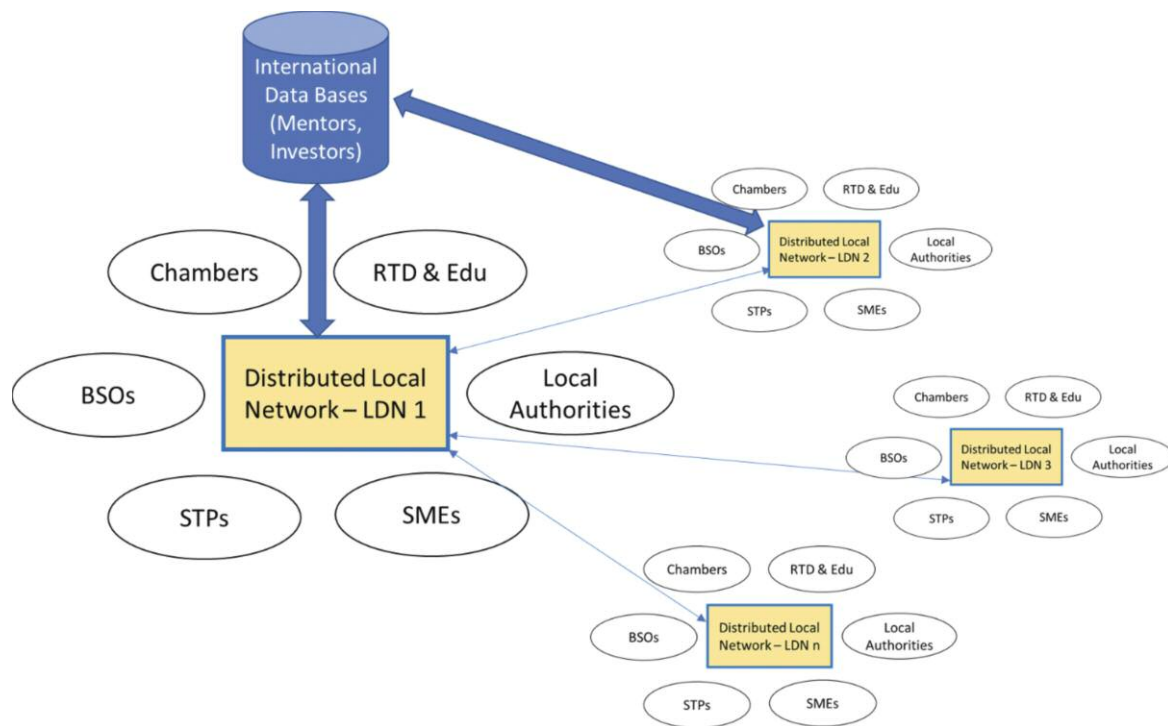 International
Data Bases
(Mentors,
Investors)
Chambers
RTD & Edu
BSOs
Distributed Local
Network – LDN 1
Local
Authorities
STPs
SMEs
Chambers
RTD & Edu
BSOs
Distributed Local
Network – LDN 2
Local
Authorities
STPs
SMEs
Chambers
RTD & Edu
BSOs
Distributed Local
Network – LDN 3
Local
Authorities
STPs
SMEs
Chambers
RTD & Edu
BSOs
Distributed Local
Network – LDN n
Local
Authorities
STPs
SMEs